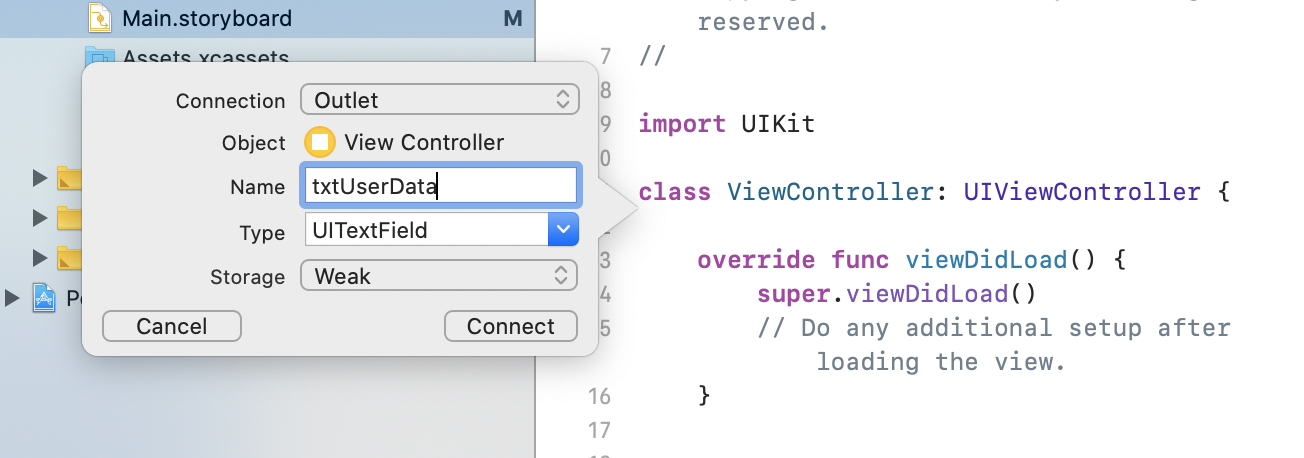 Main.storyboard M
Assets.xcassets
Connection Outlet
Object View Controller
Name txtUserData
Type UITextField
Storage Weak
Cancel Connect
reserved.
7 //
8
9 import UIKit
0
class ViewController: UIViewController {
3 override func viewDidLoad() {
4 super.viewDidLoad()
5 // Do any additional setup after
loading the view.
16 }
17